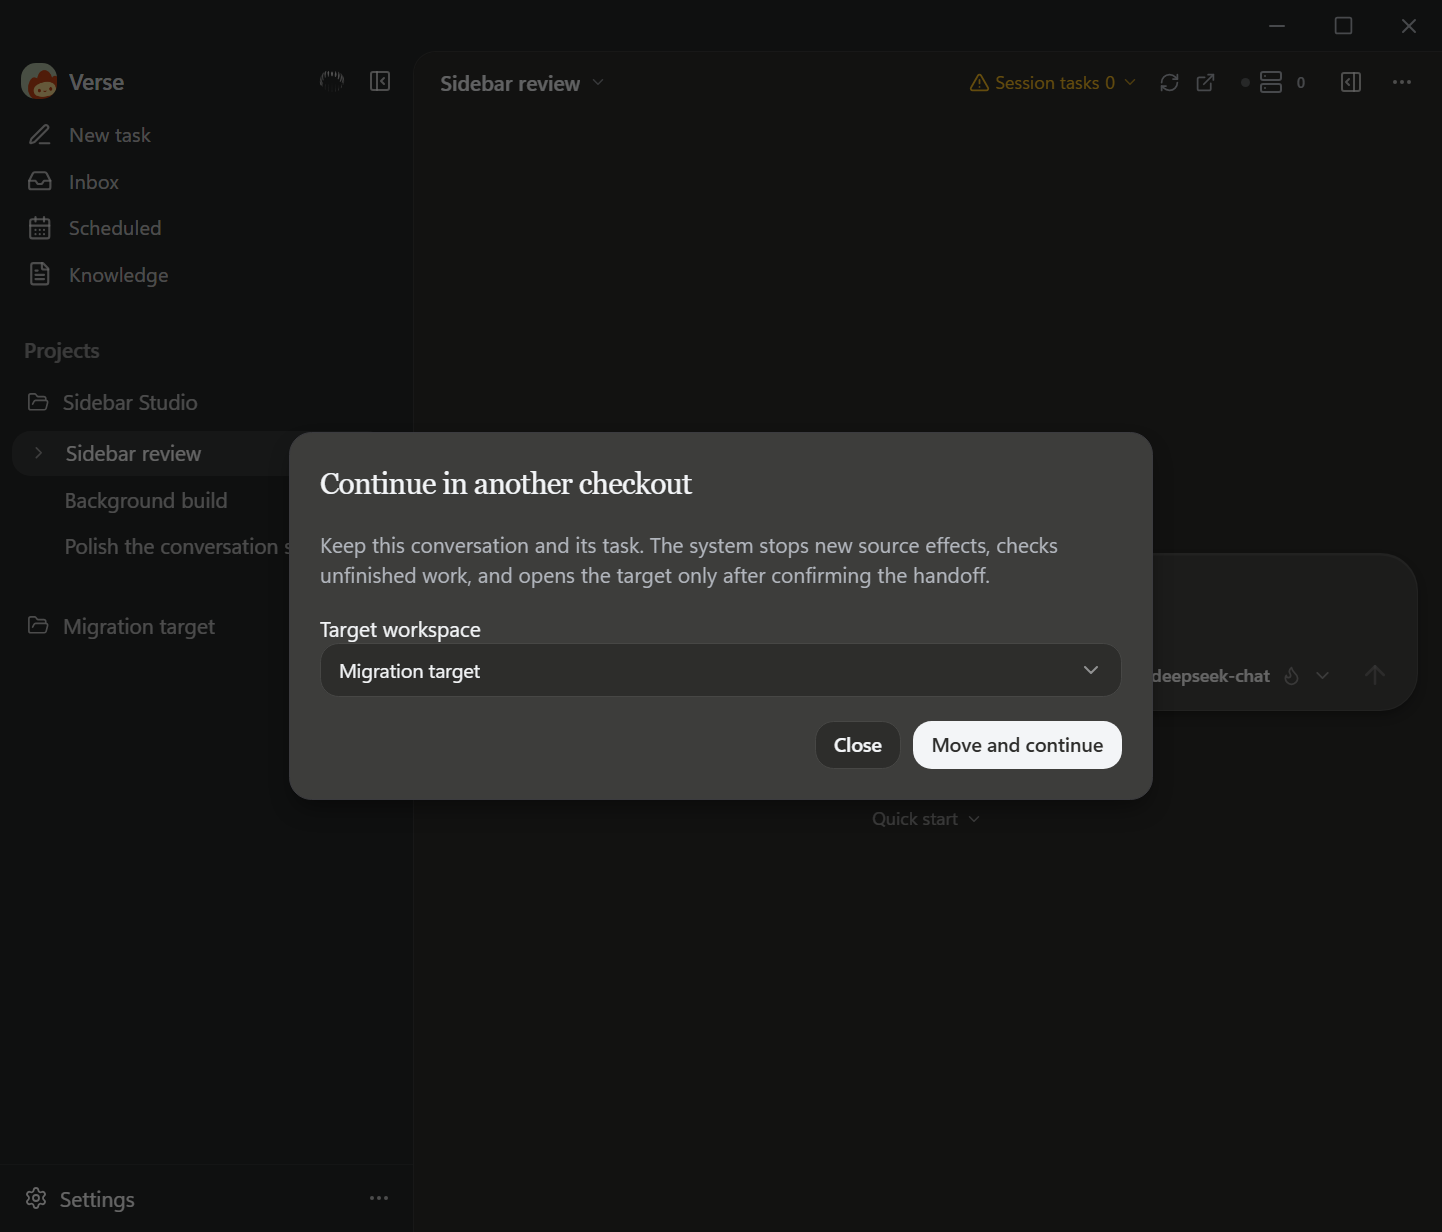 Verse
New task
Inbox
Scheduled
Knowledge
Projects
Sidebar Studio
Sidebar review
Background build
Polish the conversation s
Migration target
Settings
Sidebar review
Session tasks 0
0
Continue in another checkout
Keep this conversation and its task. The system stops new source effects, checks
unfinished work, and opens the target only after confirming the handoff.
Target workspace
Migration target
Close
Move and continue
deepseek-chat
Quick start